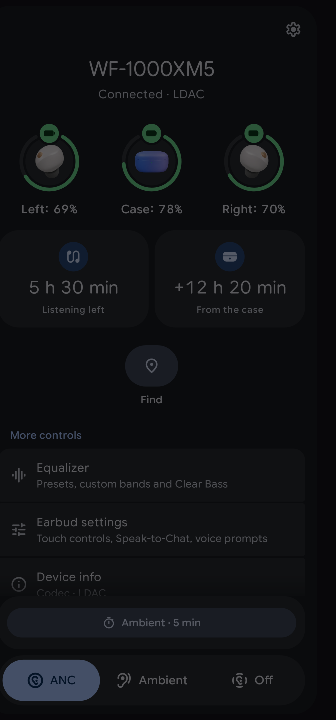 WF-1000XM5
Connected · LDAC
Left: 69%
Case: 78%
Right: 70%
5 h 30 min
Listening left
+12 h 20 min
From the case
Find
More controls
Equalizer
Presets, custom bands and Clear Bass
Earbud settings
Touch controls, Speak-to-Chat, voice prompts
Device info
Codec · LDAC
Ambient · 5 min
ANC
Ambient
Off